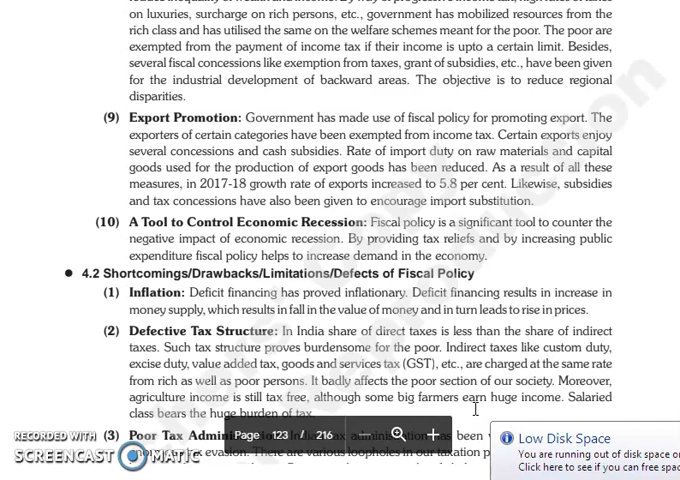 on luxuries, surcharge on rich persons, etc., government has mobilized resources from the
rich class and has utilised the same on the welfare schemes meant for the poor. The poor are
exempted from the payment of income tax if their income is upto a certain limit. Besides,
several fiscal concessions like exemption from taxes, grant of subsidies, etc., have been given
for the industrial development of backward areas. The objective is to reduce regional
disparities.
(9) Export Promotion: Government has made use of fiscal policy for promoting export. The
exporters of certain categories have been exempted from income tax. Certain exports enjoy
several concessions and cash subsidies. Rate of import duty on raw materials and capital
goods used for the production of export goods has been reduced. As a result of all these
measures, in 2017-18 growth rate of exports increased to 5.8 per cent. Likewise, subsidies
and tax concessions have also been given to encourage import substitution.
(10) A Tool to Control Economic Recession: Fiscal policy is a significant tool to counter the
negative impact of economic recession. By providing tax reliefs and by increasing public
expenditure fiscal policy helps to increase demand in the economy.
● 4.2 Shortcomings/Drawbacks/Limitations/Defects of Fiscal Policy
(1) Inflation: Deficit financing has proved inflationary. Deficit financing results in increase in
money supply, which results in fall in the value of money and in turn leads to rise in prices.
(2) Defective Tax Structure: In India share of direct taxes is less than the share of indirect
taxes. Such tax structure proves burdensome for the poor. Indirect taxes like custom duty,
excise duty, value added tax, goods and services tax (GST), etc., are charged at the same rate
from rich as well as poor persons. It badly affects the poor section of our society. Moreover,
agriculture income is still tax free, although some big farmers earn huge income. Salaried
class bears the huge burden of tax.
(3) Poor Tax Admini
been
tax evasion. There are various loopholes in our taxation
Page 123 / 216
RECORDED WITH
SCREENCAST MATIC
Low Disk Space
You are running out of disk space
Click here to see if you can free